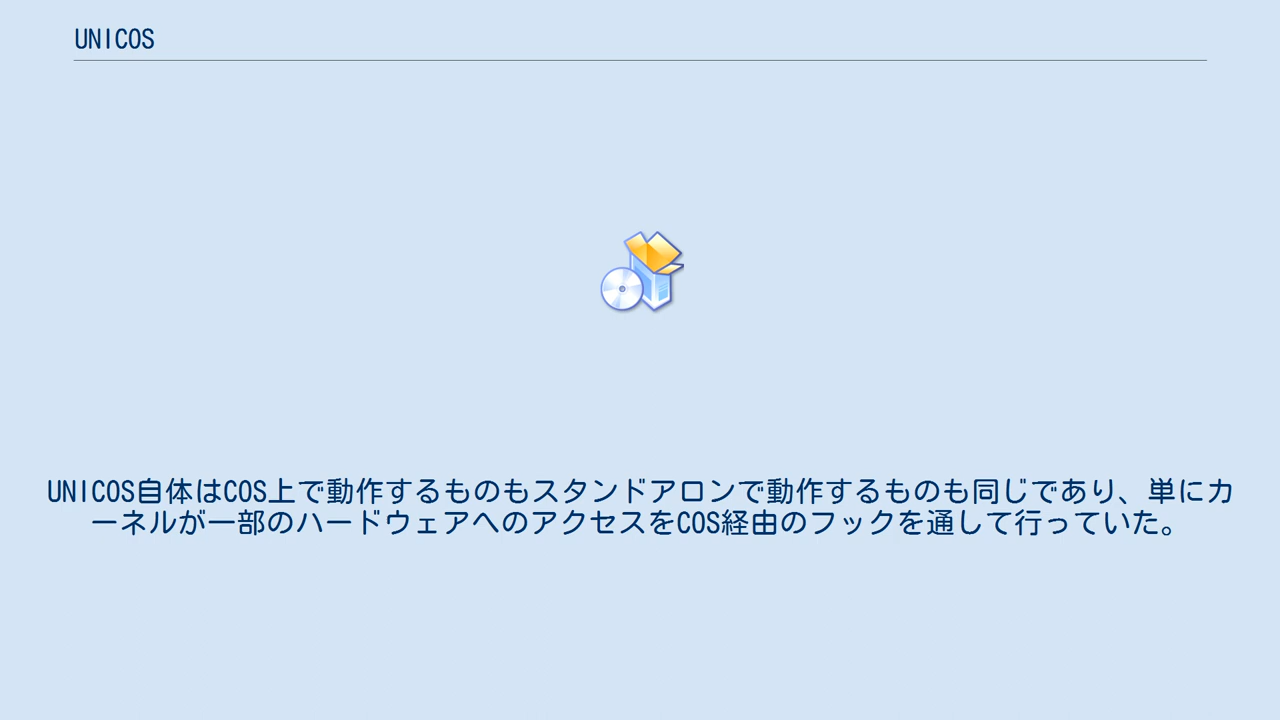 UNICOS
UNICOS自体はCOS上で動作するものもスタンドアロンで動作するものも同じであり、単にカ
ーネルが一部のハードウェアへのアクセスをCOS経由のフックを通して行っていた。